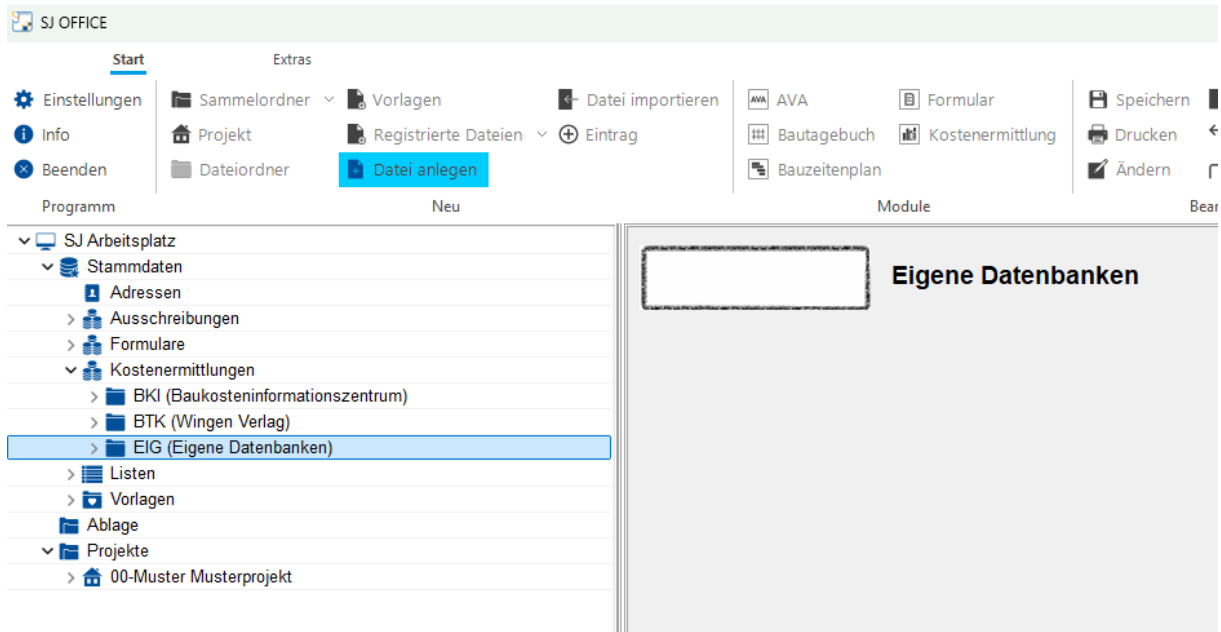 SJ OFFICE
Start Extras
Einstellungen Sammelordner Vorlagen Datei importieren AVA Formular Speichern
Info Projekt Registrierte Dateien Eintrag Bautagebuch Kostenermittlung Drucken
Beenden Dateiordner Datei anlegen Bauzeitenplan Ändern
Programm Neu Module Bear
SJ Arbeitsplatz
Stammdaten
Adressen
Ausschreibungen
Formulare
Kostenermittlungen
BKI (Baukosteninformationszentrum)
BTK (Wingen Verlag)
EIG (Eigene Datenbanken)
Listen
Vorlagen
Ablage
Projekte
00-Muster Musterprojekt
Eigene Datenbanken